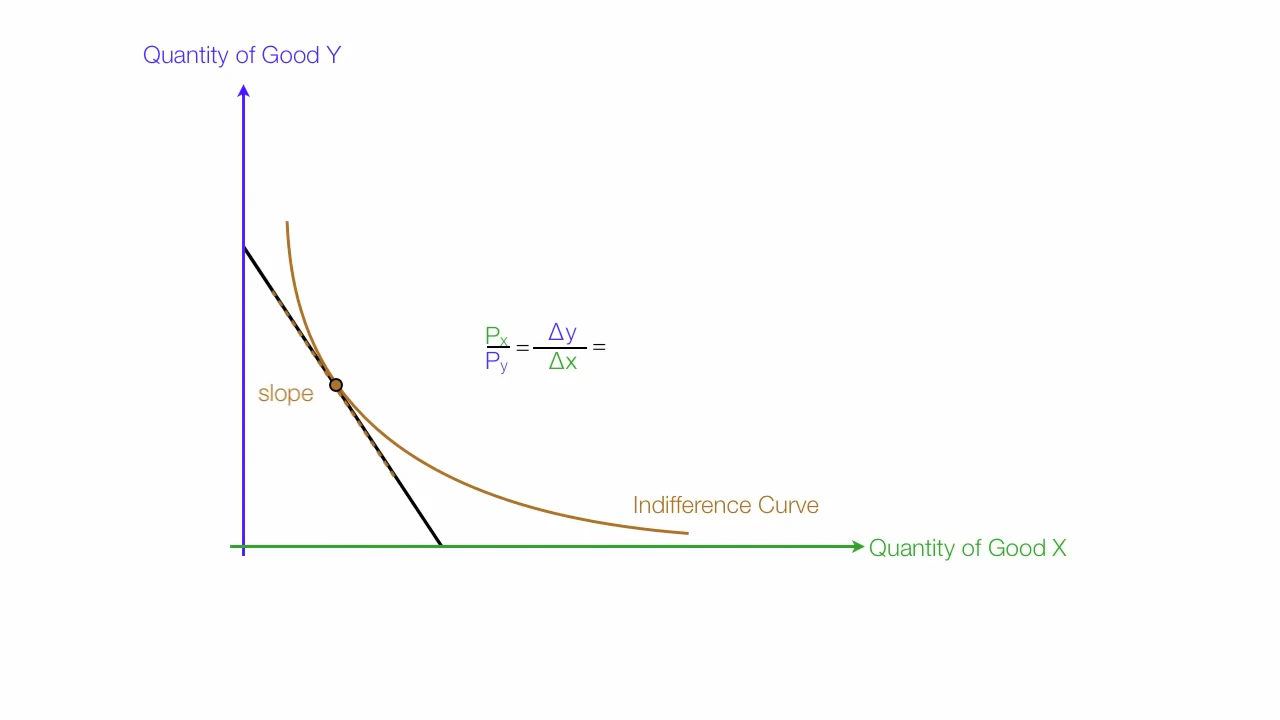 Quantity of Good Y
Px/Py = Δy/Δx =
slope
Indifference Curve
Quantity of Good X